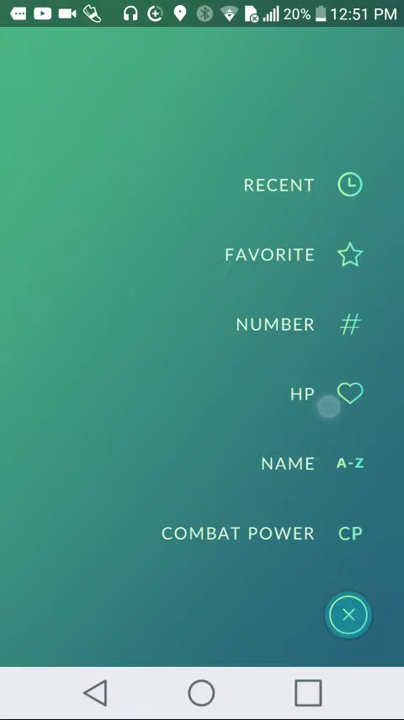 20% 12:51 PM
RECENT
FAVORITE
NUMBER #
HP
NAME A-Z
COMBAT POWER CP